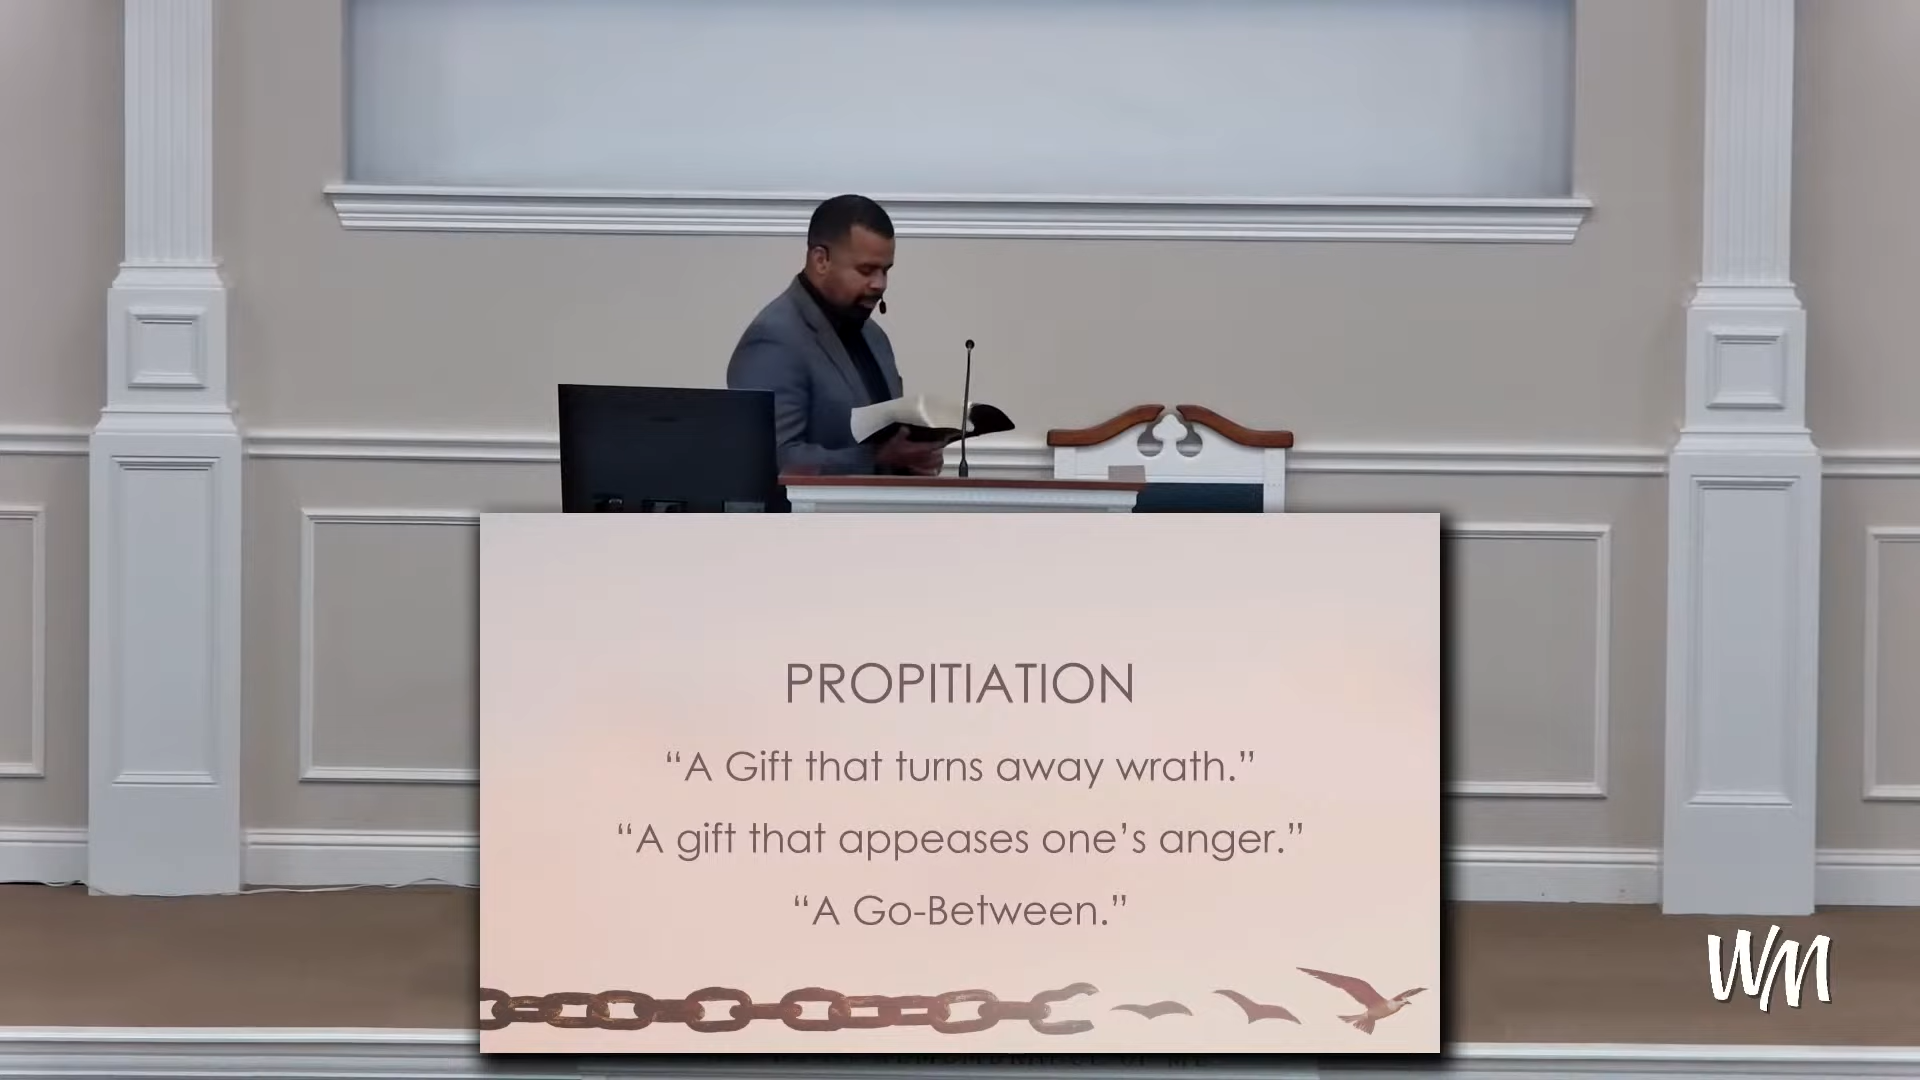 PROPITIATION
“A Gift that turns away wrath.”
“A gift that appeases one’s anger.”
“A Go-Between.”
WM